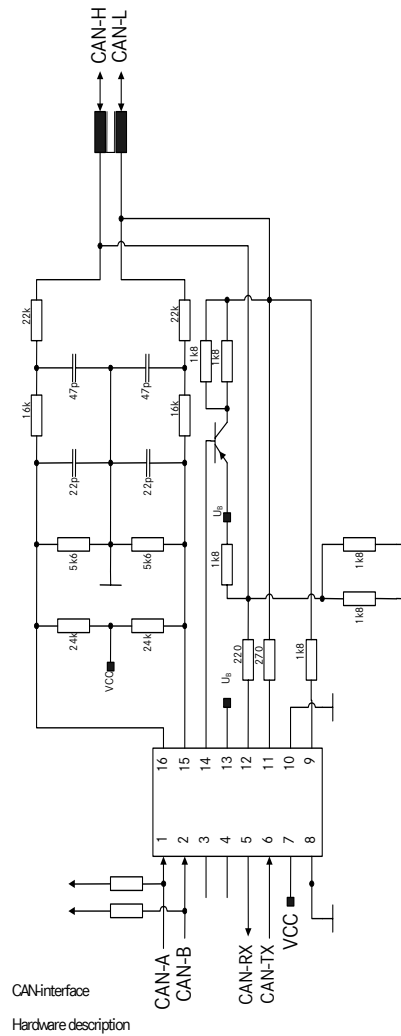 CAN-H
CAN-L
22k
22k
47p
47p
16k
16k
22p
22p
5k6
5k6
24k
24k
VCC
1k8
1k8
UB
1k8
1k8
1k8
UB
220
270
1k8
16
15
14
13
12
11
10
9
1
2
3
4
5
6
7
8
CAN-A
CAN-B
CAN-RX
CAN-TX
VCC
CAN-interface
Hardware description